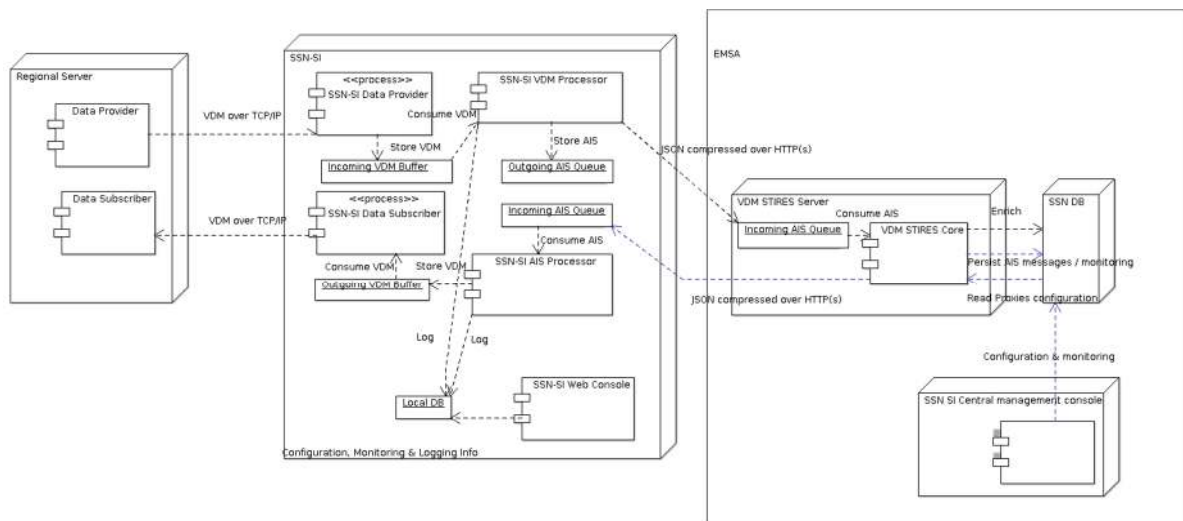 EMSA
SSN-SI
Regional Server
Data Provider
VDM over TCP/IP
<<process>>
SSN-SI Data Provider
SSN-SI VDM Processor
Consume VDM
Store VDM
Store AIS
JSON compressed over HTTP(s)
Incoming VDM Buffer
Outgoing AIS Queue
Data Subscriber
VDM over TCP/IP
<<process>>
SSN-SI Data Subscriber
Incoming AIS Queue
Consume AIS
Consume VDM
Store VDM
SSN-SI AIS Processor
Outgoing VDM Buffer
VDM STIRES Server
Consume AIS
Incoming AIS Queue
VDM STIRES Core
Enrich
SSN DB
Persist AIS messages / monitoring
JSON compressed over HTTP(s)
Read Proxies configuration
Log
Log
Configuration & monitoring
SSN-SI Web Console
Local DB
SSN SI Central management console
Configuration, Monitoring & Logging Info